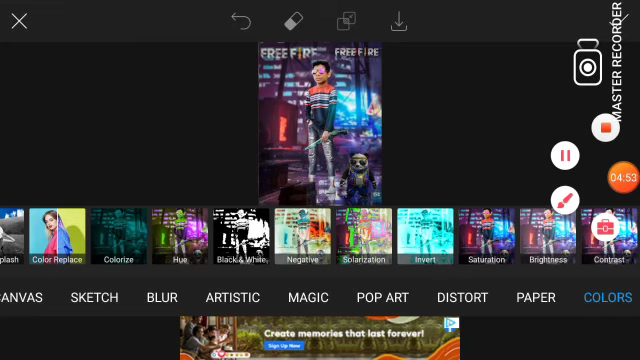 MASTER RECORDER
FREE FIRE FREE FIRE
04:53
plash Color Replace Colorize Hue Black & White Negative Solarization Invert Saturation Brightness Contrast
CANVAS SKETCH BLUR ARTISTIC MAGIC POP ART DISTORT PAPER COLORS
Create memories that last forever!
Sign Up Now